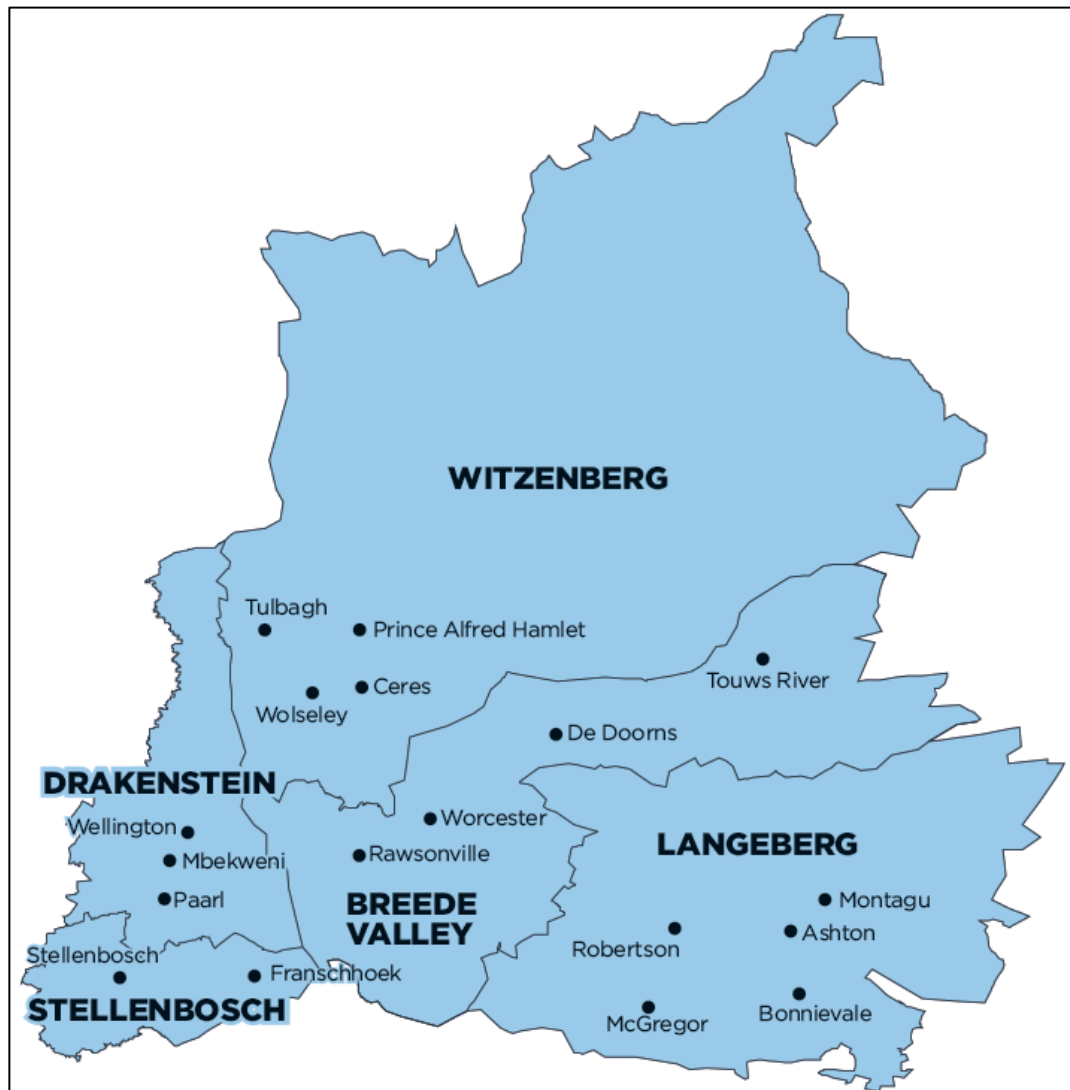 WITZENBERG
Tulbagh
Prince Alfred Hamlet
Touws River
Ceres
Wolseley
De Doorns
DRAKENSTEIN
Worcester
Wellington
LANGEBERG
Rawsonville
Mbekweni
Paarl
BREEDE
VALLEY
Montagu
Ashton
Robertson
Stellenbosch
Franschhoek
STELLENBOSCH
Bonnievale
McGregor